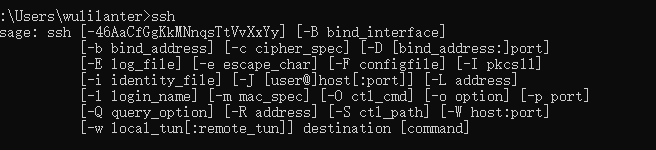 :\Users\wulilanter>ssh
sage: ssh [-46AaCfGgKkMNnqsTtVvXxYy] [-B bind_interface]
[-b bind_address] [-c cipher_spec] [-D [bind_address:]port]
[-E log_file] [-e escape_char] [-F configfile] [-I pkcs11]
[-i identity_file] [-J [user@]host[:port]] [-L address]
[-l login_name] [-m mac_spec] [-O ctl_cmd] [-o option] [-p port]
[-Q query_option] [-R address] [-S ctl_path] [-W host:port]
[-w local_tun[:remote_tun]] destination [command]